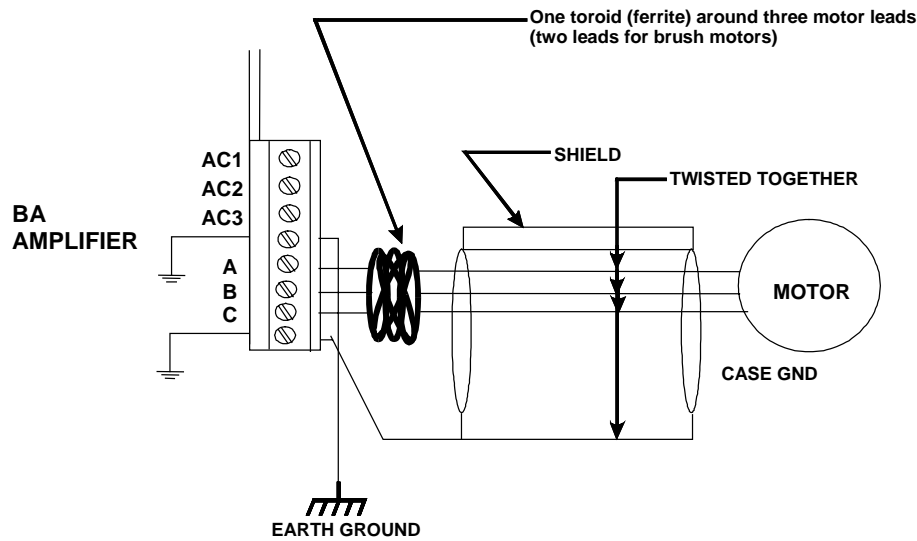 One toroid (ferrite) around three motor leads
(two leads for brush motors)
SHIELD
TWISTED TOGETHER
AC1
AC2
AC3
BA
AMPLIFIER
A
B
C
MOTOR
CASE GND
EARTH GROUND